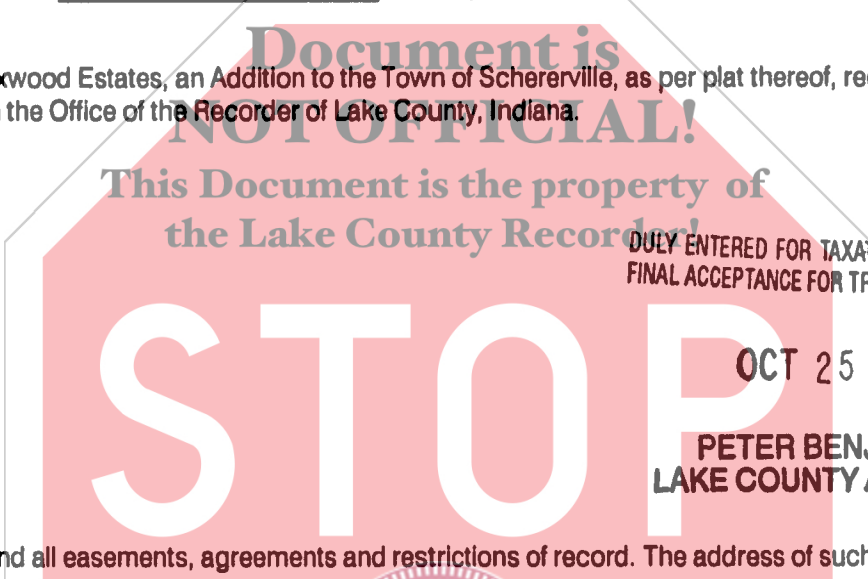 Document is
xwood Estates, an Addition to the Town of Schererville, as per plat thereof, re
the Office of the Recorder of Lake County, Indiana.
NOT OFFICIAL!
This Document is the property of
the Lake County Recorder!
DULY ENTERED FOR TAXA
FINAL ACCEPTANCE FOR TR
STOP
OCT 25
PETER BENJ
LAKE COUNTY A
nd all easements, agreements and restrictions of record. The address of such